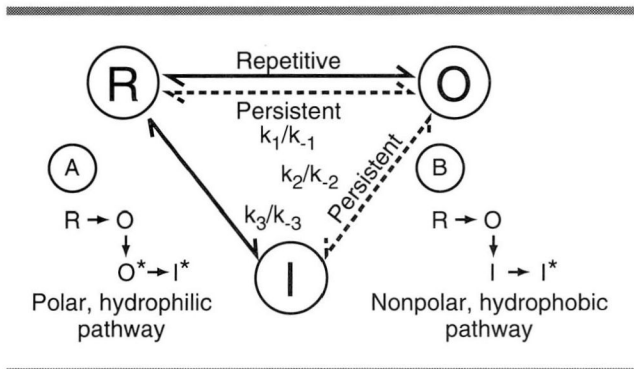 Repetitive
R
O
Persistent
k1/k-1
A
B
k2/k-2
Persistent
k3/k-3
R → O
↓
O* → I*
Polar, hydrophilic
pathway
I
R → O
↓
I → I*
Nonpolar, hydrophobic
pathway